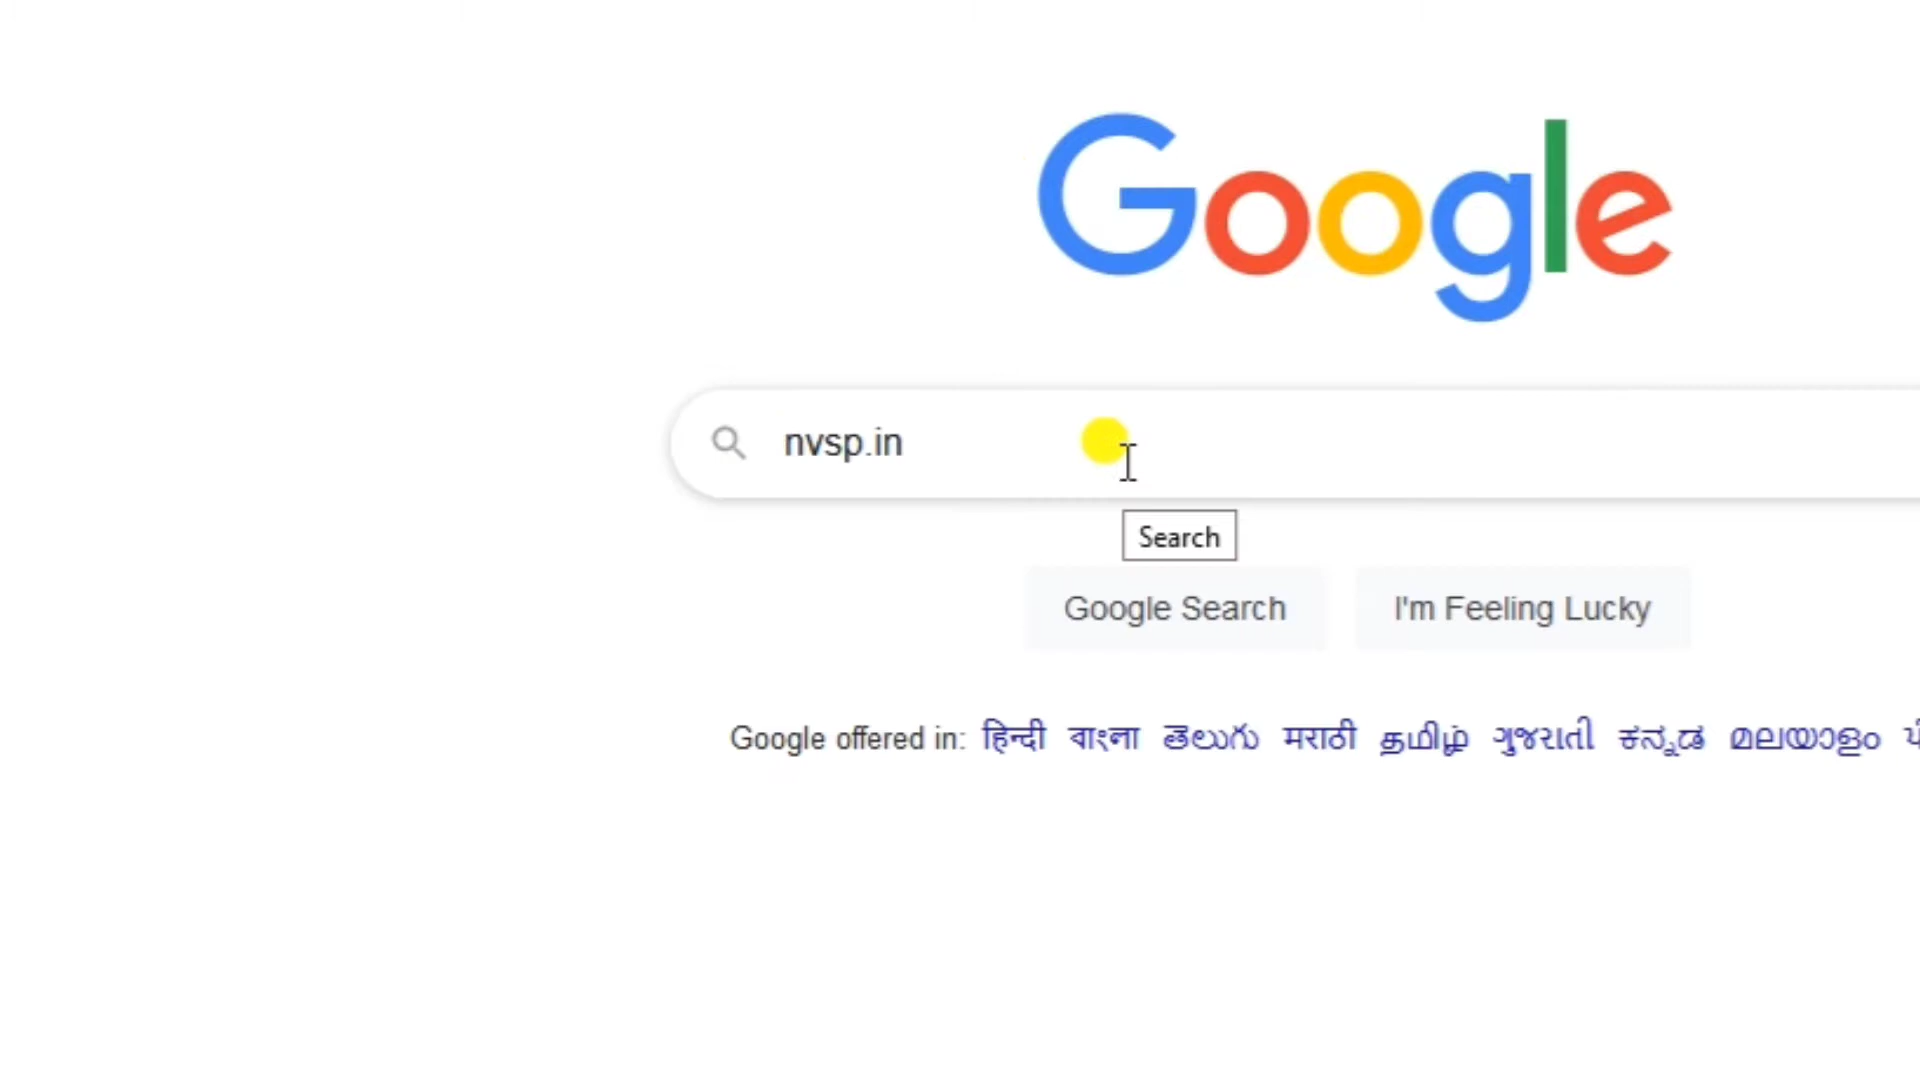 Google
nvsp.in
Search
Google Search I'm Feeling Lucky
Google offered in: हिन्दी বাংলা తెలుగు मराठी தமிழ் ગુજરાતી ಕನ್ನಡ മലയാളം